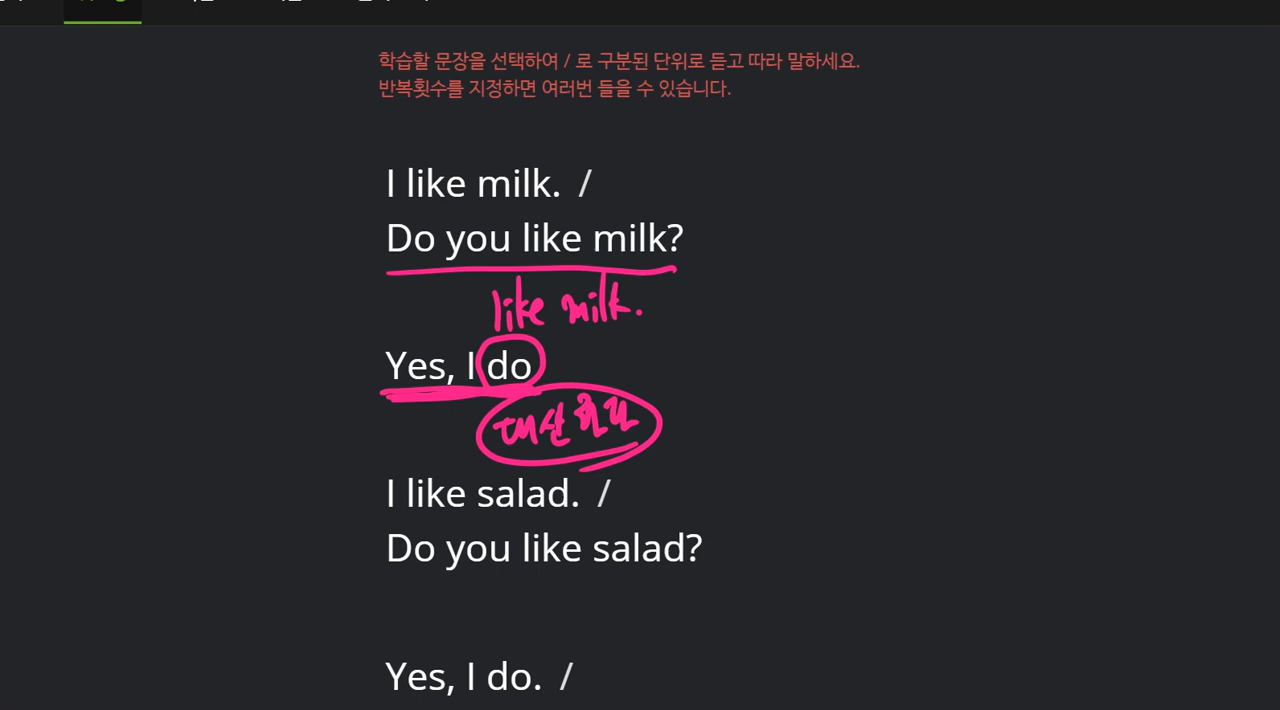 학습할 문장을 선택하여 / 로 구분된 단위로 듣고 따라 말하세요.
반복횟수를 지정하면 여러번 들을 수 있습니다.
I like milk. /
Do you like milk?
like milk.
Yes, I do
대신
I like salad. /
Do you like salad?
Yes, I do. /